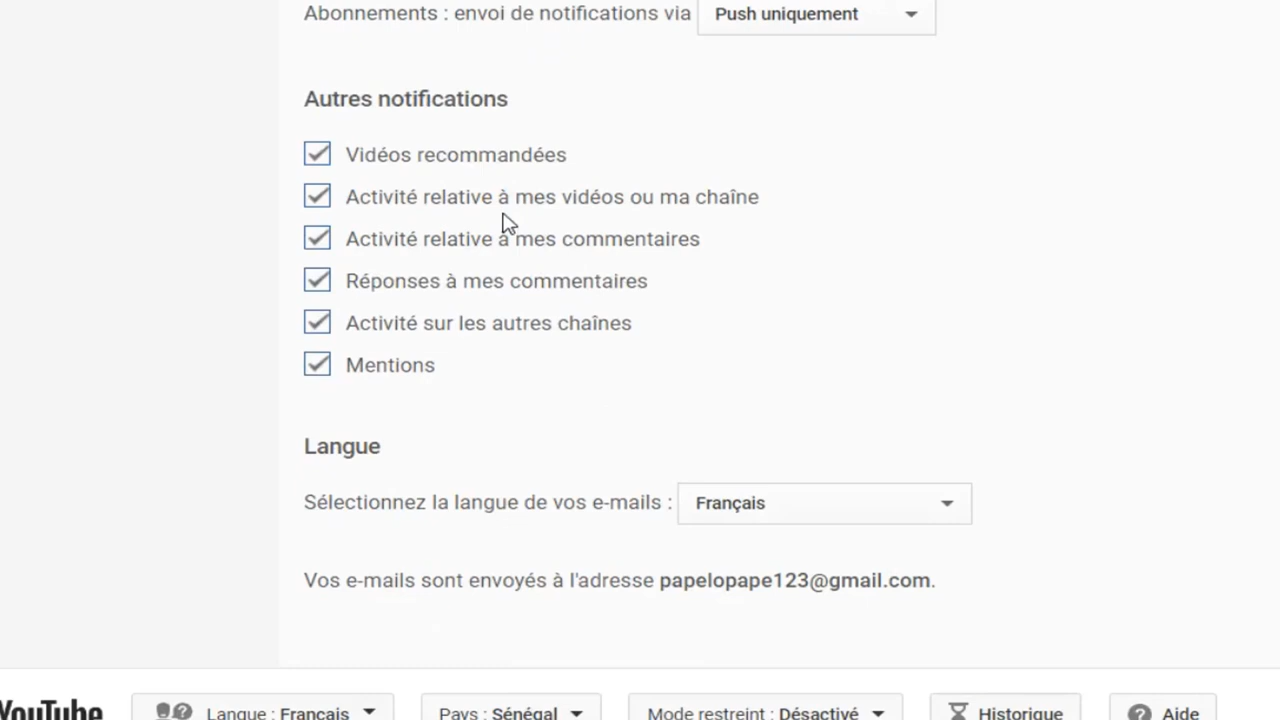 Abonnements : envoi de notifications via Push uniquement
Autres notifications
Vidéos recommandées
Activité relative à mes vidéos ou ma chaîne
Activité relative à mes commentaires
Réponses à mes commentaires
Activité sur les autres chaînes
Mentions
Langue
Sélectionnez la langue de vos e-mails : Français
Vos e-mails sont envoyés à l'adresse papelopape123@gmail.com.
YouTube Langue : Français Pays : Sénégal Mode restreint : Désactivé Historique Aide